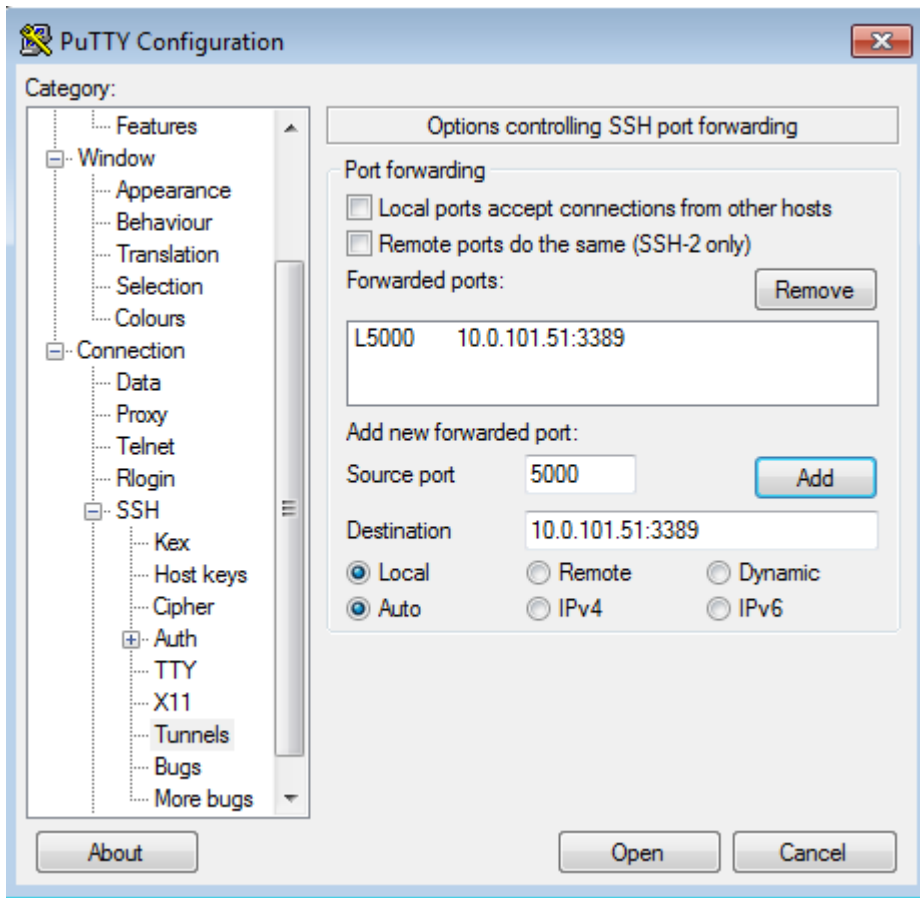 PuTTY Configuration
Category:
Features
Window
Appearance
Behaviour
Translation
Selection
Colours
Connection
Data
Proxy
Telnet
Rlogin
SSH
Kex
Host keys
Cipher
Auth
TTY
X11
Tunnels
Bugs
More bugs
Options controlling SSH port forwarding
Port forwarding
Local ports accept connections from other hosts
Remote ports do the same (SSH-2 only)
Forwarded ports:
Remove
L5000 10.0.101.51:3389
Add new forwarded port:
Source port 5000 Add
Destination 10.0.101.51:3389
Local Remote Dynamic
Auto IPv4 IPv6
About Open Cancel